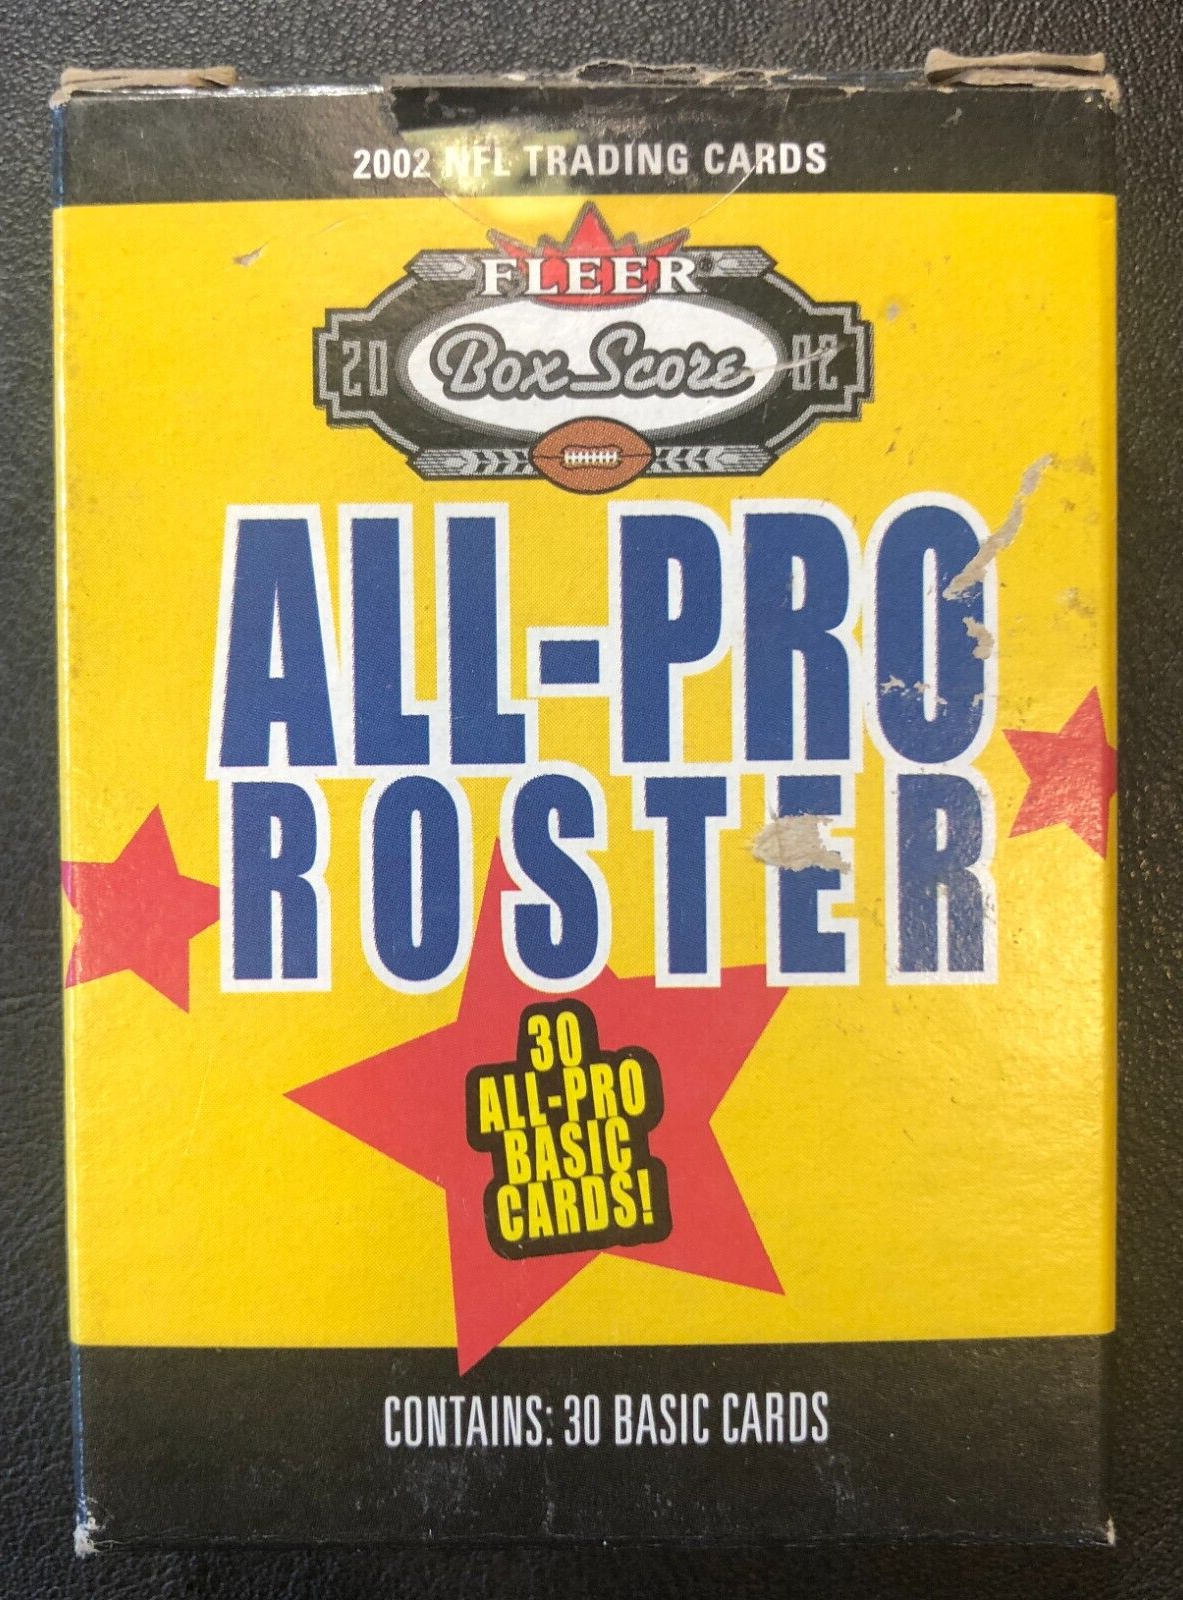 2002 NFL TRADING CARDS
FLEER®
20 Box Score 02
ALL-PRO
ROSTER
30
ALL-PRO
BASIC
CARDS!
CONTAINS: 30 BASIC CARDS